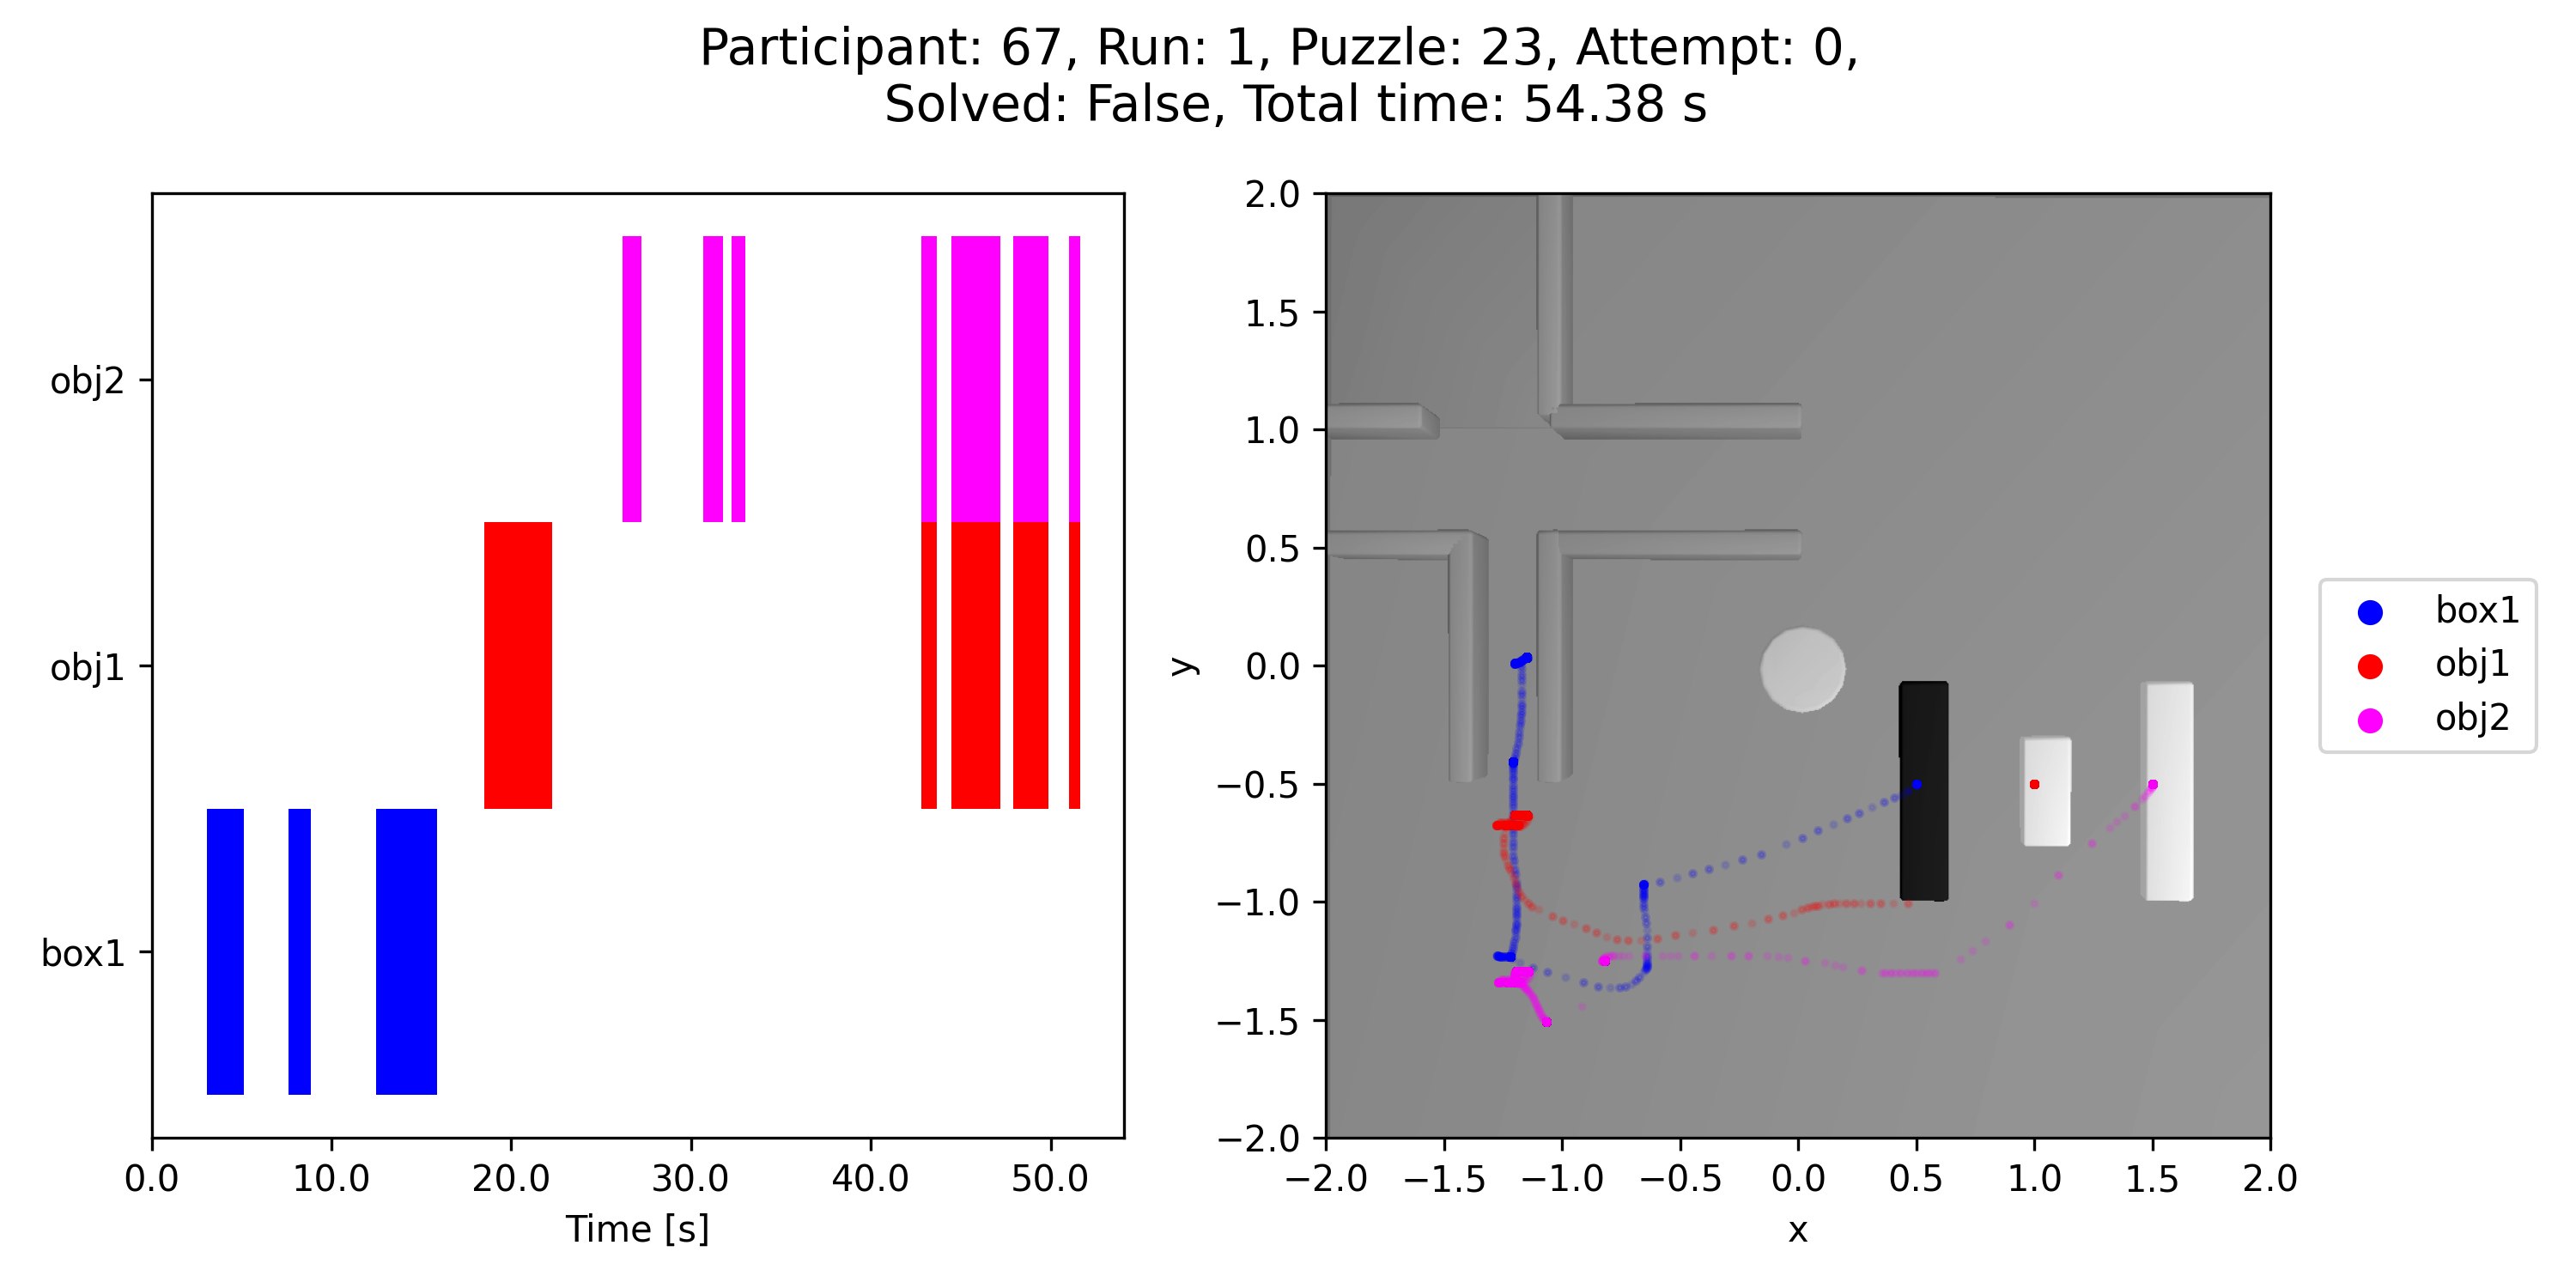 Participant: 67, Run: 1, Puzzle: 23, Attempt: 0,
Solved: False, Total time: 54.38 s
obj2
obj1
box1
0.0 10.0 20.0 30.0 40.0 50.0
Time [s]
2.0
1.5
1.0
0.5
0.0
−0.5
−1.0
−1.5
−2.0
y
−2.0 −1.5 −1.0 −0.5 0.0 0.5 1.0 1.5 2.0
x
box1
obj1
obj2